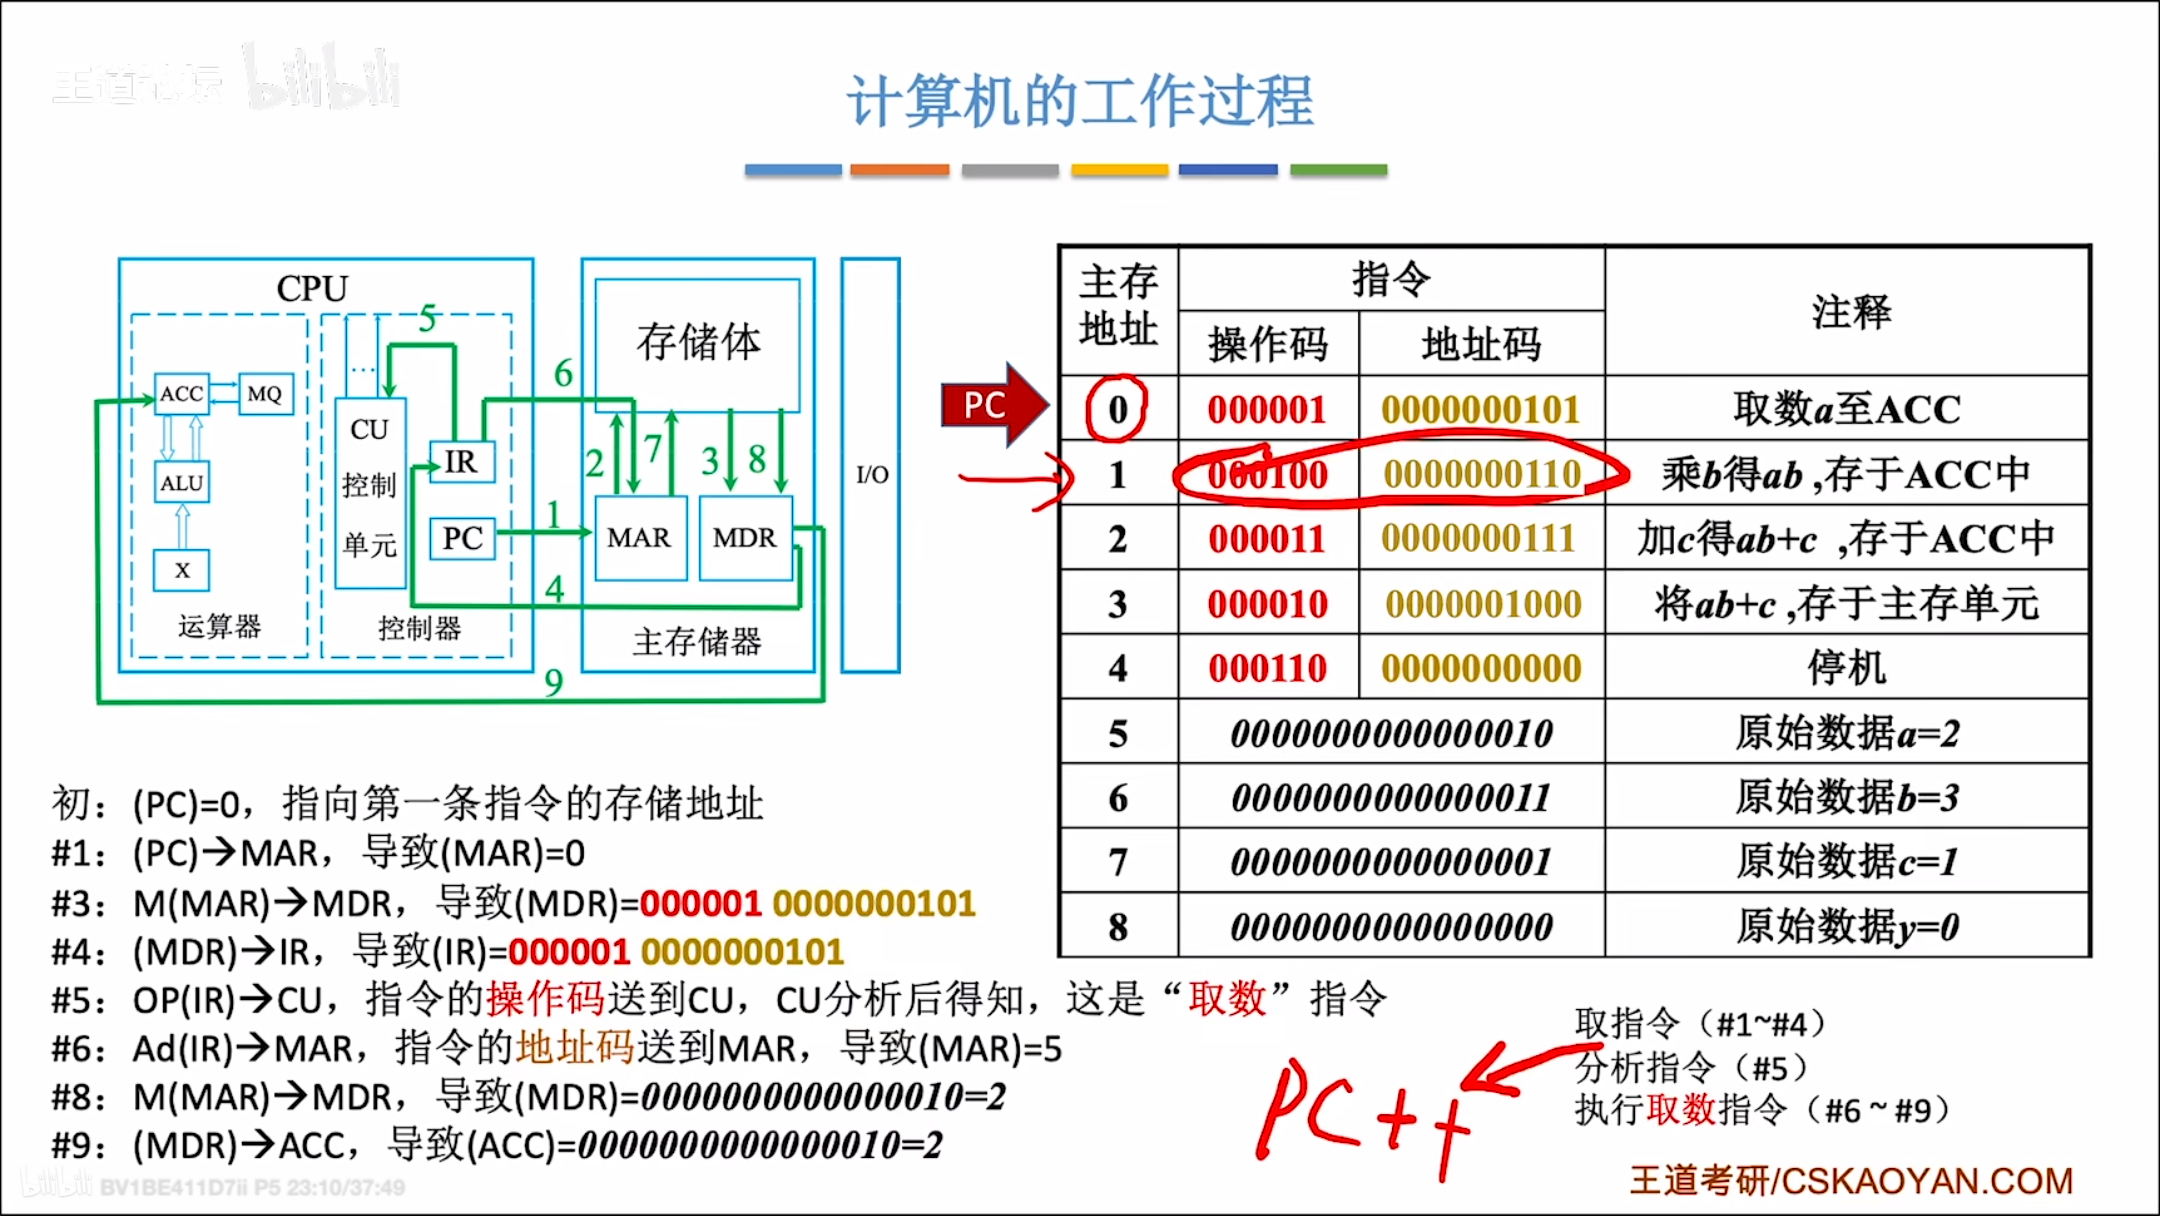 王道论坛 bilibili
计算机的工作过程
CPU
5
ACC
MQ
CU
控制
单元
IR
ALU
PC
X
运算器
控制器
6
1
4
9
存储体
2
7
3
8
MAR
MDR
主存储器
I/O
PC
主存地址 指令 注释
操作码 地址码
0 000001 0000000101 取数a至ACC
1 000100 0000000110 乘b得ab ,存于ACC中
2 000011 0000000111 加c得ab+c ,存于ACC中
3 000010 0000001000 将ab+c ,存于主存单元
4 000110 0000000000 停机
5 0000000000000010 原始数据a=2
6 0000000000000011 原始数据b=3
7 0000000000000001 原始数据c=1
8 0000000000000000 原始数据y=0
初：(PC)=0，指向第一条指令的存储地址
#1：(PC)→MAR，导致(MAR)=0
#3：M(MAR)→MDR，导致(MDR)=000001 0000000101
#4：(MDR)→IR，导致(IR)=000001 0000000101
#5：OP(IR)→CU，指令的操作码送到CU，CU分析后得知，这是“取数”指令
#6：Ad(IR)→MAR，指令的地址码送到MAR，导致(MAR)=5
#8：M(MAR)→MDR，导致(MDR)=0000000000000010=2
#9：(MDR)→ACC，导致(ACC)=0000000000000010=2
取指令（#1~#4）
分析指令（#5）
执行取数指令（#6 ~ #9）
PC++
王道考研/CSKAOYAN.COM
bilibili BV1BE411D7ii P5 23:10/37:49